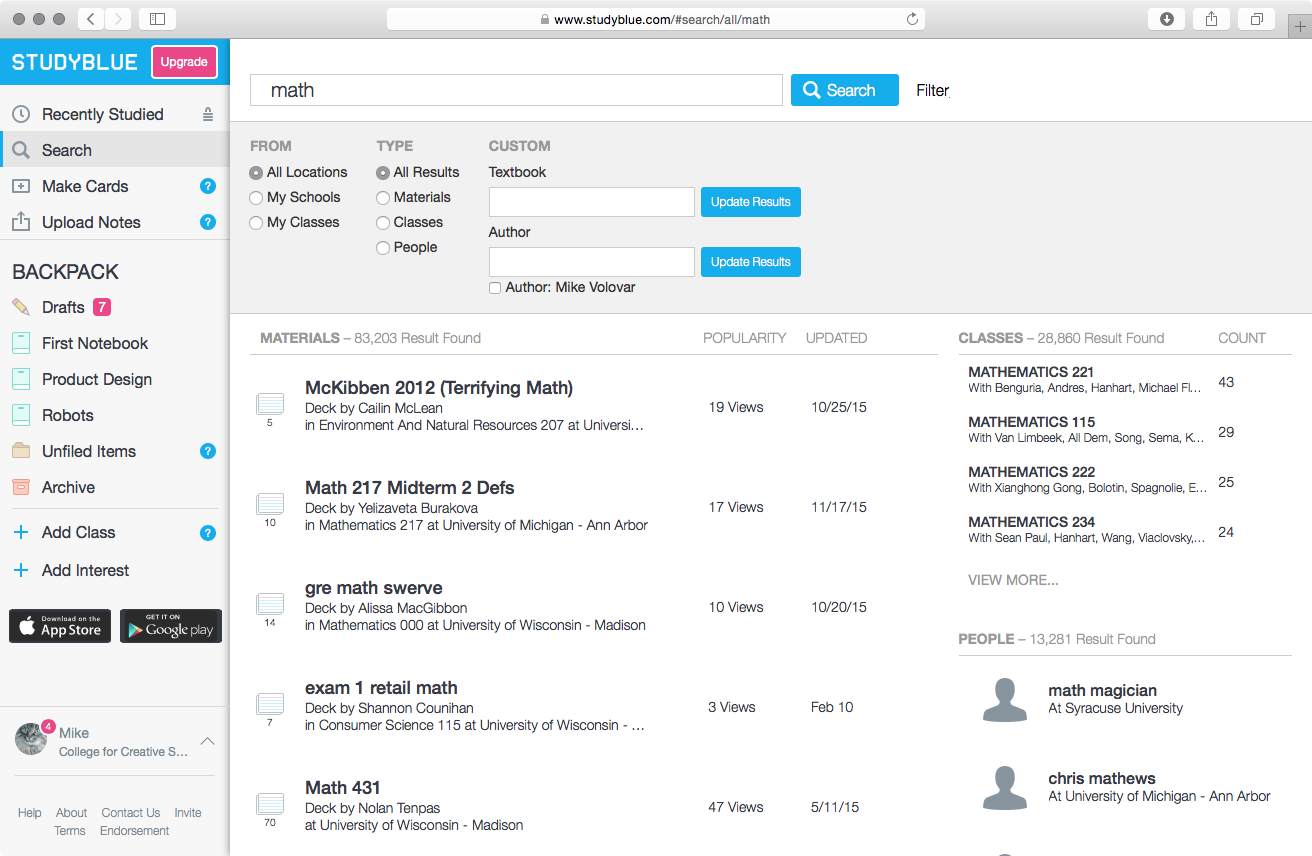 www.studyblue.com/#search/all/math
STUDYBLUE
Upgrade
Recently Studied
Search
Make Cards
?
Upload Notes
?
BACKPACK
Drafts 7
First Notebook
Product Design
Robots
Unfiled Items
?
Archive
Add Class
?
Add Interest
Download on the
App Store
GET IT ON
Google play
4
Mike
College for Creative S...
Help About Contact Us Invite
Terms Endorsement
math
Search
Filter
FROM
All Locations
My Schools
My Classes
TYPE
All Results
Materials
Classes
People
CUSTOM
Textbook
Update Results
Author
Update Results
Author: Mike Volovar
MATERIALS – 83,203 Result Found POPULARITY UPDATED
McKibben 2012 (Terrifying Math)
Deck by Cailin McLean
in Environment And Natural Resources 207 at Universi...
5
19 Views
10/25/15
Math 217 Midterm 2 Defs
Deck by Yelizaveta Burakova
in Mathematics 217 at University of Michigan - Ann Arbor
10
17 Views
11/17/15
gre math swerve
Deck by Alissa MacGibbon
in Mathematics 000 at University of Wisconsin - Madison
14
10 Views
10/20/15
exam 1 retail math
Deck by Shannon Counihan
in Consumer Science 115 at University of Wisconsin - ...
7
3 Views
Feb 10
Math 431
Deck by Nolan Tenpas
at University of Wisconsin - Madison
70
47 Views
5/11/15
CLASSES – 28,860 Result Found COUNT
MATHEMATICS 221
With Benguria, Andres, Hanhart, Michael Fl...
43
MATHEMATICS 115
With Van Limbeek, All Dem, Song, Sema, K...
29
MATHEMATICS 222
With Xianghong Gong, Bolotin, Spagnolie, E...
25
MATHEMATICS 234
With Sean Paul, Hanhart, Wang, Viaclovsky,...
24
VIEW MORE...
PEOPLE – 13,281 Result Found
math magician
At Syracuse University
chris mathews
At University of Michigan - Ann Arbor